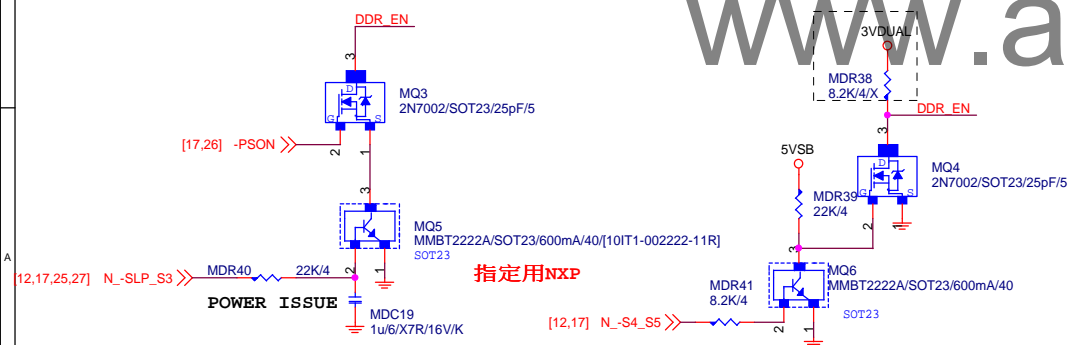 www.a
DDR_EN
3
D
G
S
MQ3
2N7002/SOT23/25pF/5
[17,26] -PSON
2
1
3
MQ5
MMBT2222A/SOT23/600mA/40/[10IT1-002222-11R]
SOT23
指定用NXP
[12,17,25,27] N_-SLP_S3
MDR40
22K/4
2
1
POWER ISSUE
MDC19
1u/6/X7R/16V/K
A
3VDUAL
MDR38
8.2K/4/X
DDR_EN
3
D
G
S
MQ4
2N7002/SOT23/25pF/5
2
1
5VSB
MDR39
22K/4
3
MQ6
MMBT2222A/SOT23/600mA/40
SOT23
MDR41
8.2K/4
[12,17] N_-S4_S5
2
1